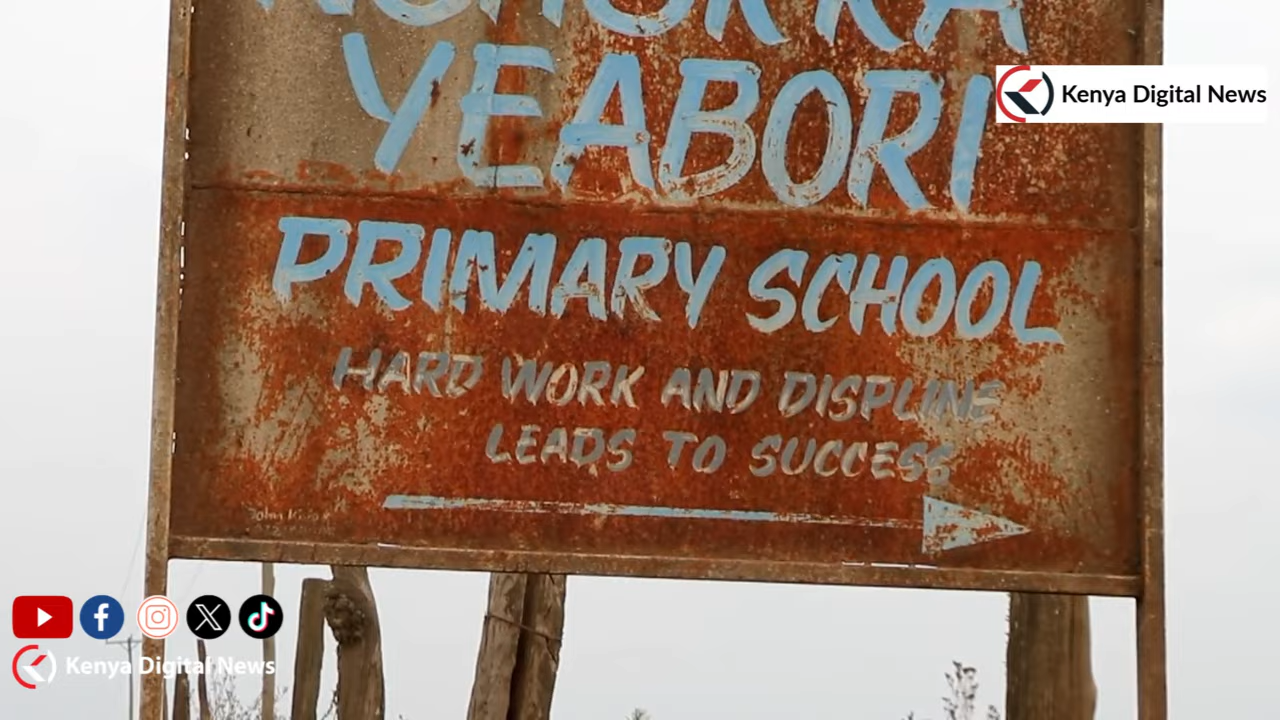 YEABORI
Kenya Digital News
PRIMARY SCHOOL
HARD WORK AND DISPLINE
LEADS TO SUCCESS
Kenya Digital News